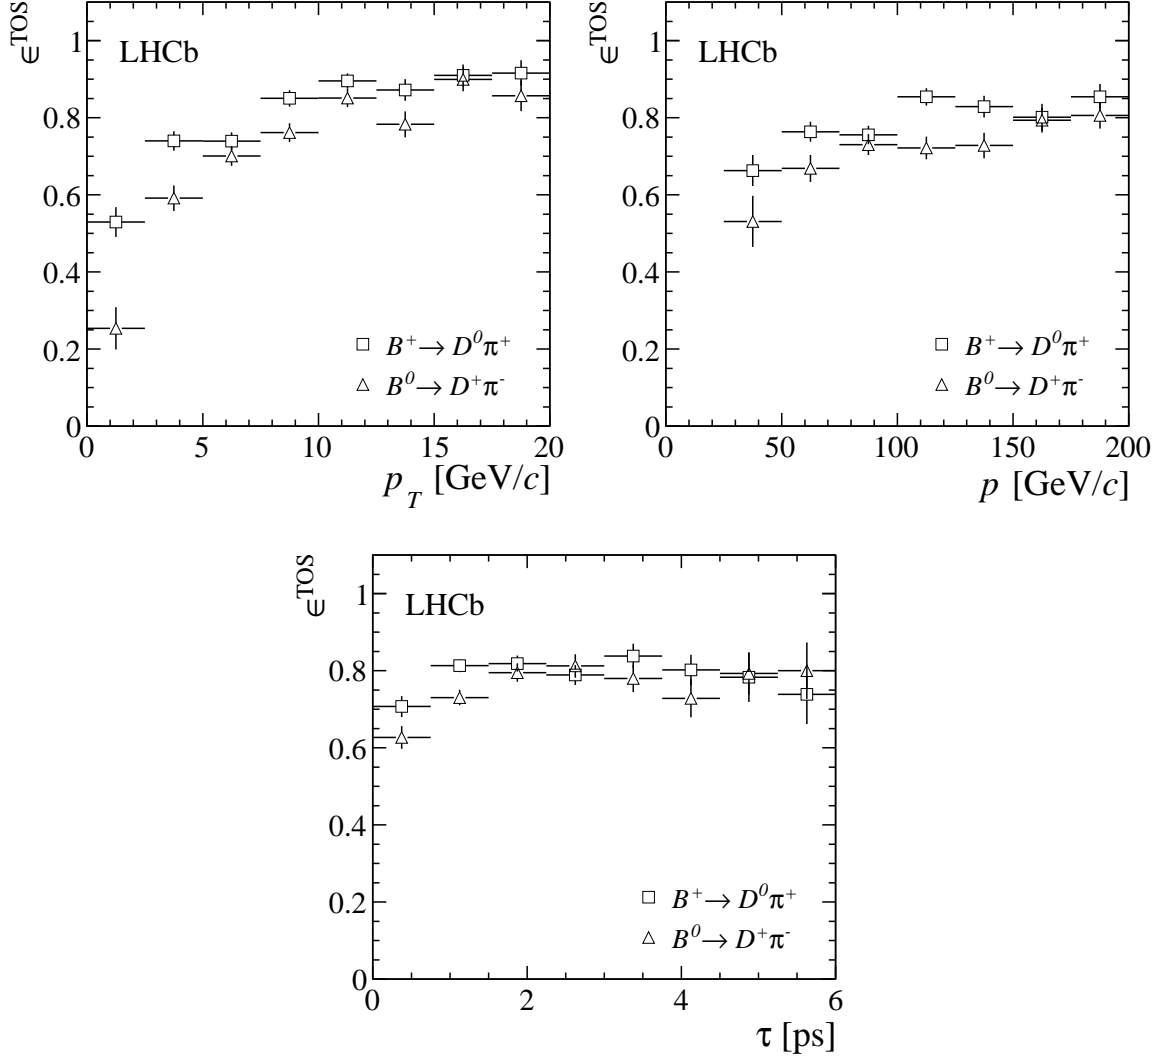 ϵ^TOS
LHCb
1
0.8
0.6
0.4
0.2
0
B⁺→ D⁰π⁺
B⁰→ D⁺π⁻
0 5 10 15 20
p_T [GeV/c]
ϵ^TOS
LHCb
1
0.8
0.6
0.4
0.2
0
B⁺→ D⁰π⁺
B⁰→ D⁺π⁻
0 50 100 150 200
p [GeV/c]
ϵ^TOS
LHCb
1
0.8
0.6
0.4
0.2
0
B⁺→ D⁰π⁺
B⁰→ D⁺π⁻
0 2 4 6
τ [ps]